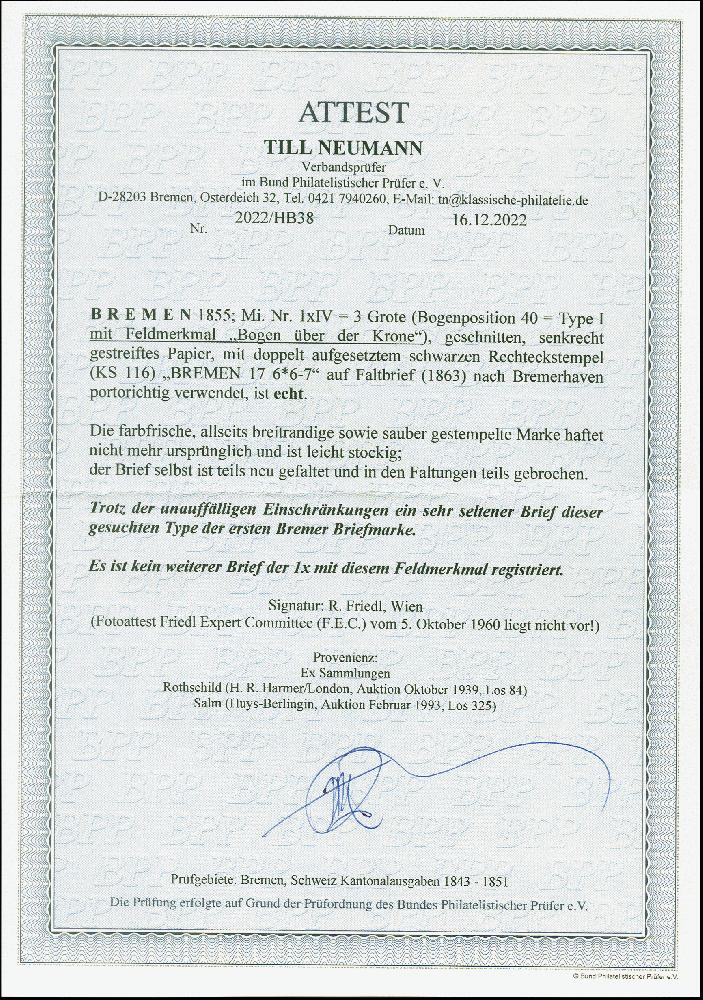 ATTEST
TILL NEUMANN
Verbandsprüfer
im Bund Philatelistischer Prüfer e. V.
D-28203 Bremen, Osterdeich 32, Tel. 0421 7940260, E-Mail: tn@klassische-philatelie.de
Nr. 2022/HB38 Datum 16.12.2022
B R E M E N 1855; Mi. Nr. 1xIV = 3 Grote (Bogenposition 40 = Type I
mit Feldmerkmal „Bogen über der Krone“), geschnitten, senkrecht
gestreiftes Papier, mit doppelt aufgesetztem schwarzen Rechteckstempel
(KS 116) „BREMEN 17 6*6-7“ auf Faltbrief (1863) nach Bremerhaven
portorichtig verwendet, ist echt.
Die farbfrische, allseits breitrandige sowie sauber gestempelte Marke haftet
nicht mehr ursprünglich und ist leicht stockig;
der Brief selbst ist teils neu gefaltet und in den Faltungen teils gebrochen.
Trotz der unauffälligen Einschränkungen ein sehr seltener Brief dieser
gesuchten Type der ersten Bremer Briefmarke.
Es ist kein weiterer Brief der 1x mit diesem Feldmerkmal registriert.
Signatur: R. Friedl, Wien
(Fotoattest Friedl Expert Committee (F.E.C.) vom 5. Oktober 1960 liegt nicht vor!)
Provenienz:
Ex Sammlungen
Rothschild (H. R. Harmer/London, Auktion Oktober 1939, Los 84)
Salm (Huys-Berlingin, Auktion Februar 1993, Los 325)
Prüfgebiete: Bremen, Schweiz Kantonalausgaben 1843 - 1851
Die Prüfung erfolgte auf Grund der Prüfordnung des Bundes Philatelistischer Prüfer e.V.
© Bund Philatelistischer Prüfer e.V.